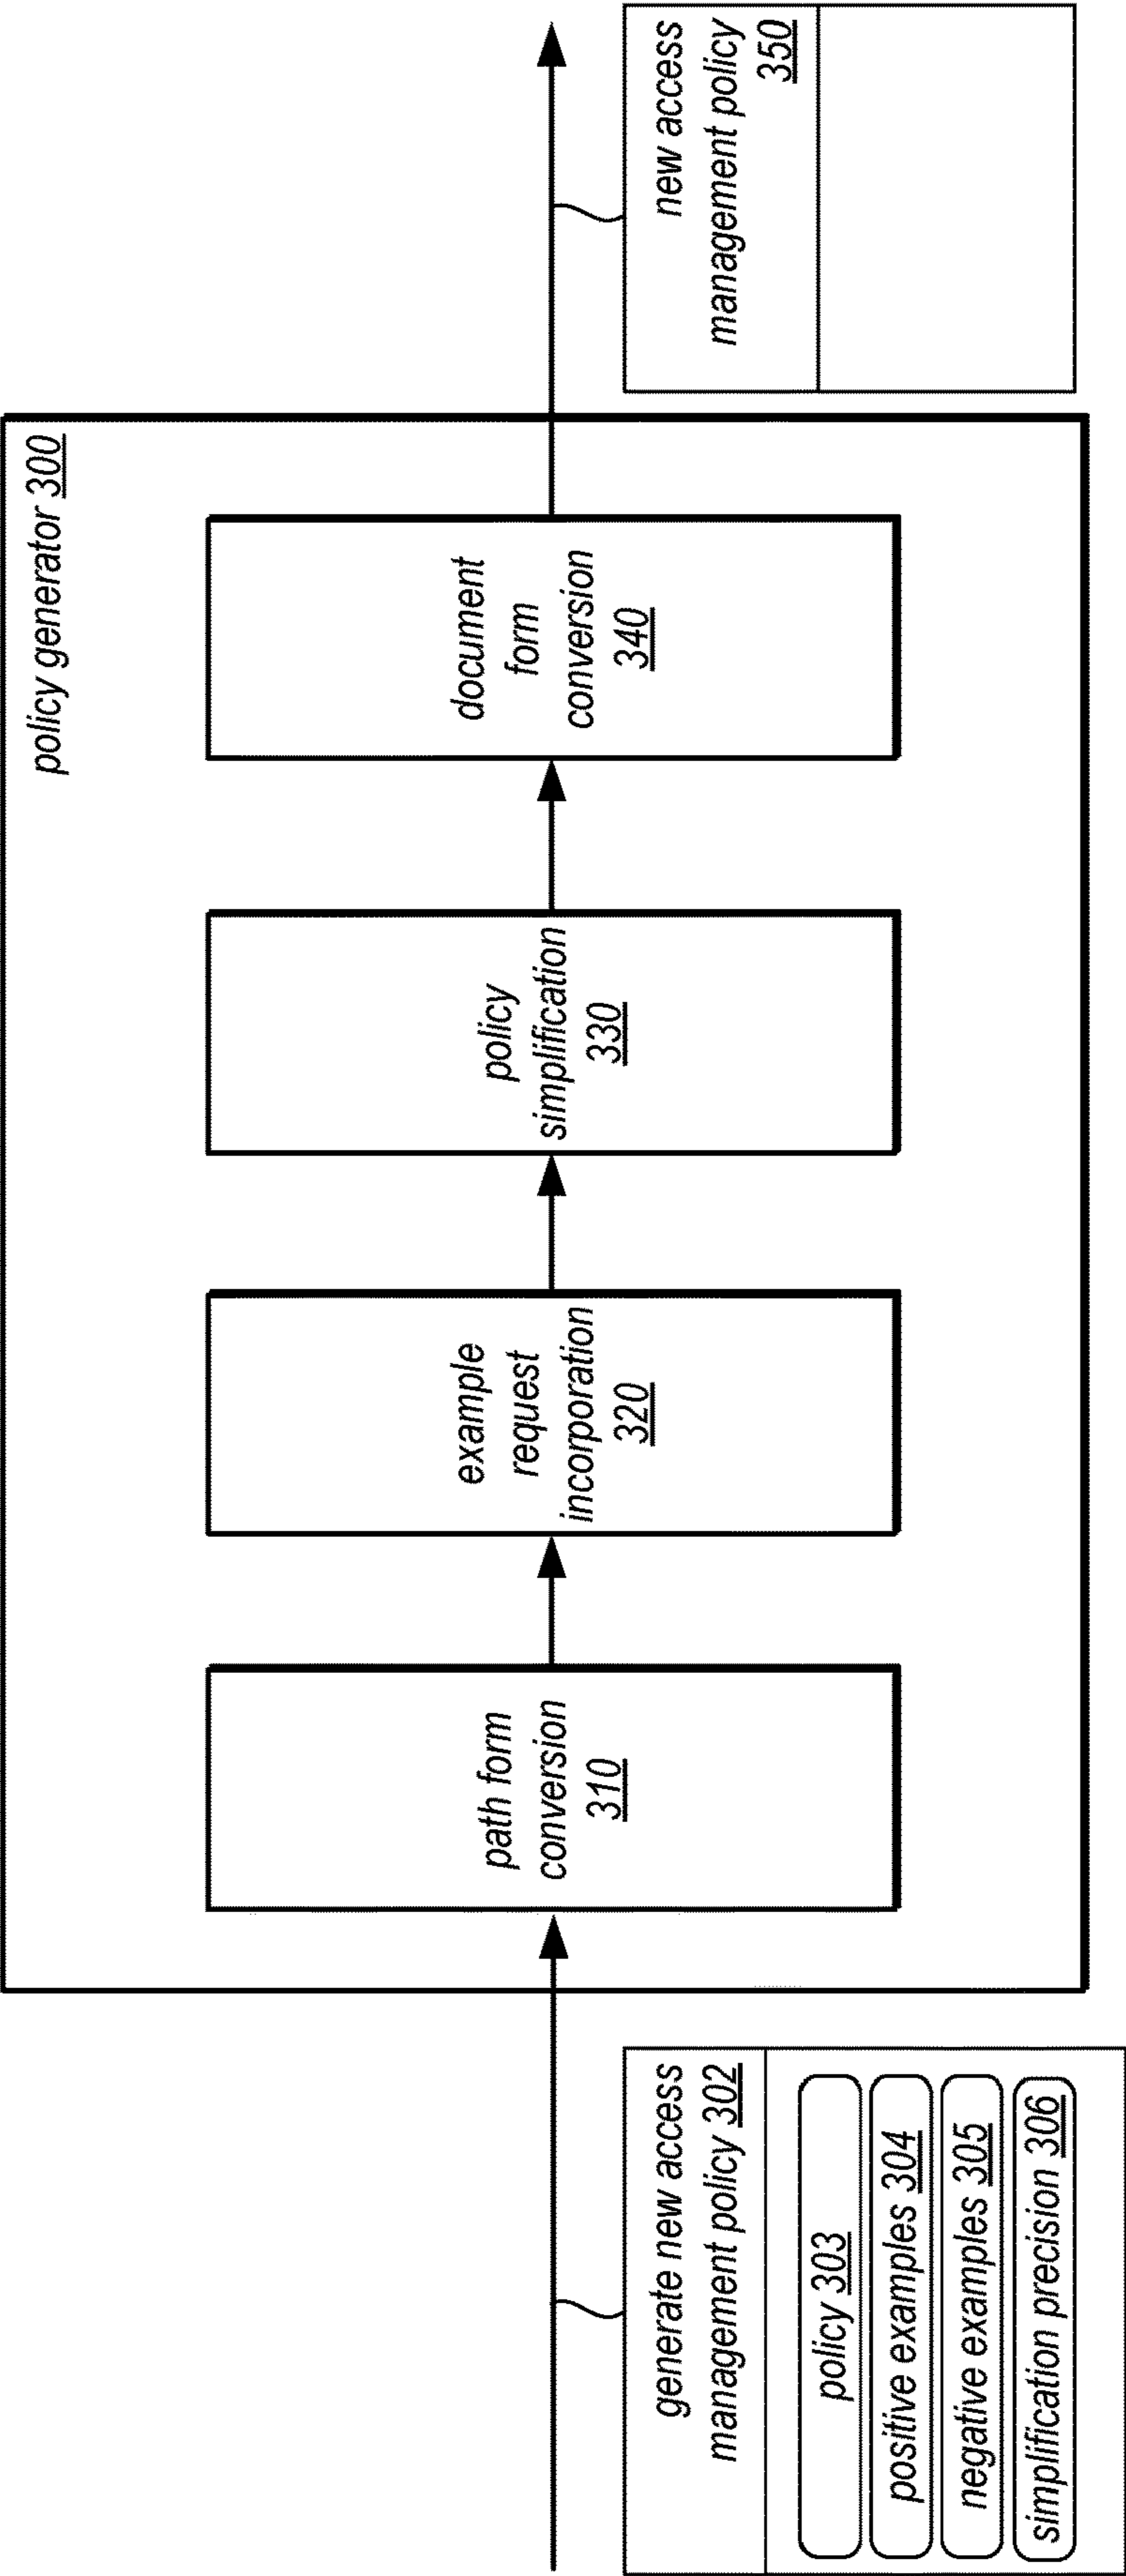 policy generator 300
path form
conversion
310
example
request
incorporation
320
policy
simplification
330
document
form
conversion
340
generate new access
management policy 302
policy 303
positive examples 304
negative examples 305
simplification precision 306
new access
management policy
350